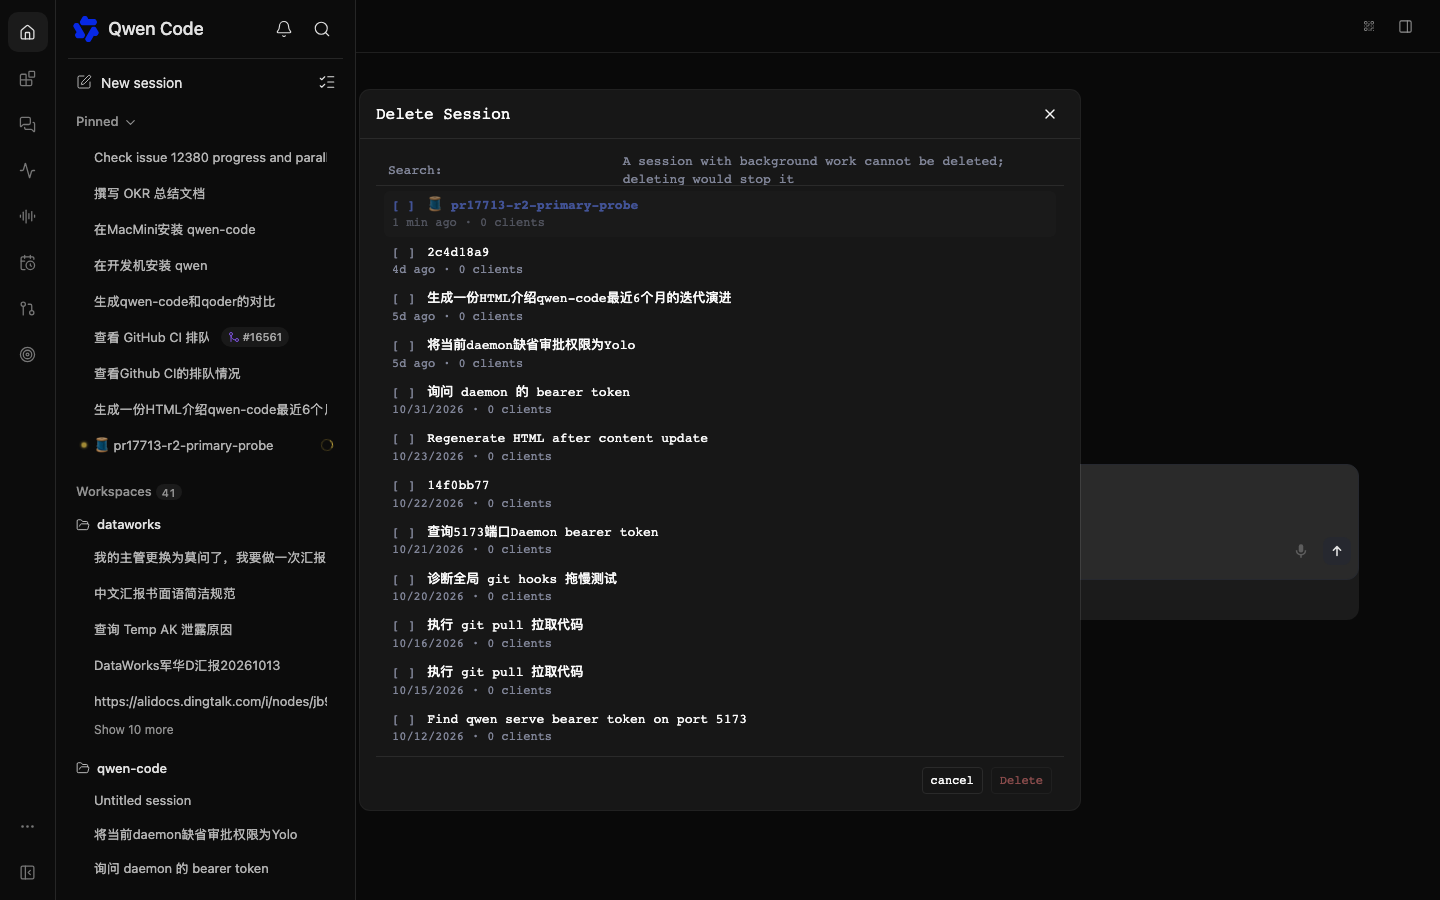 Qwen Code
New session
Pinned
Check issue 12380 progress and paral
撰写 OKR 总结文档
在MacMini安装 qwen-code
在开发机安装 qwen
生成qwen-code和qoder的对比
查看 GitHub CI 排队 #16561
查看Github CI的排队情况
生成一份HTML介绍qwen-code最近6个月
pr17713-r2-primary-probe
Workspaces 41
dataworks
我的主管更换为莫问了，我要做一次汇报
中文汇报书面语简洁规范
查询 Temp AK 泄露原因
DataWorks军华D汇报20261013
https://alidocs.dingtalk.com/i/nodes/jb9
Show 10 more
qwen-code
Untitled session
将当前daemon缺省审批权限为Yolo
询问 daemon 的 bearer token
Delete Session
Search:
A session with background work cannot be deleted;
deleting would stop it
[ ] pr17713-r2-primary-probe
1 min ago · 0 clients
[ ] 2c4d18a9
4d ago · 0 clients
[ ] 生成一份HTML介绍qwen-code最近6个月的迭代演进
5d ago · 0 clients
[ ] 将当前daemon缺省审批权限为Yolo
5d ago · 0 clients
[ ] 询问 daemon 的 bearer token
10/31/2026 · 0 clients
[ ] Regenerate HTML after content update
10/23/2026 · 0 clients
[ ] 14f0bb77
10/22/2026 · 0 clients
[ ] 查询5173端口Daemon bearer token
10/21/2026 · 0 clients
[ ] 诊断全局 git hooks 拖慢测试
10/20/2026 · 0 clients
[ ] 执行 git pull 拉取代码
10/16/2026 · 0 clients
[ ] 执行 git pull 拉取代码
10/15/2026 · 0 clients
[ ] Find qwen serve bearer token on port 5173
10/12/2026 · 0 clients
cancel Delete